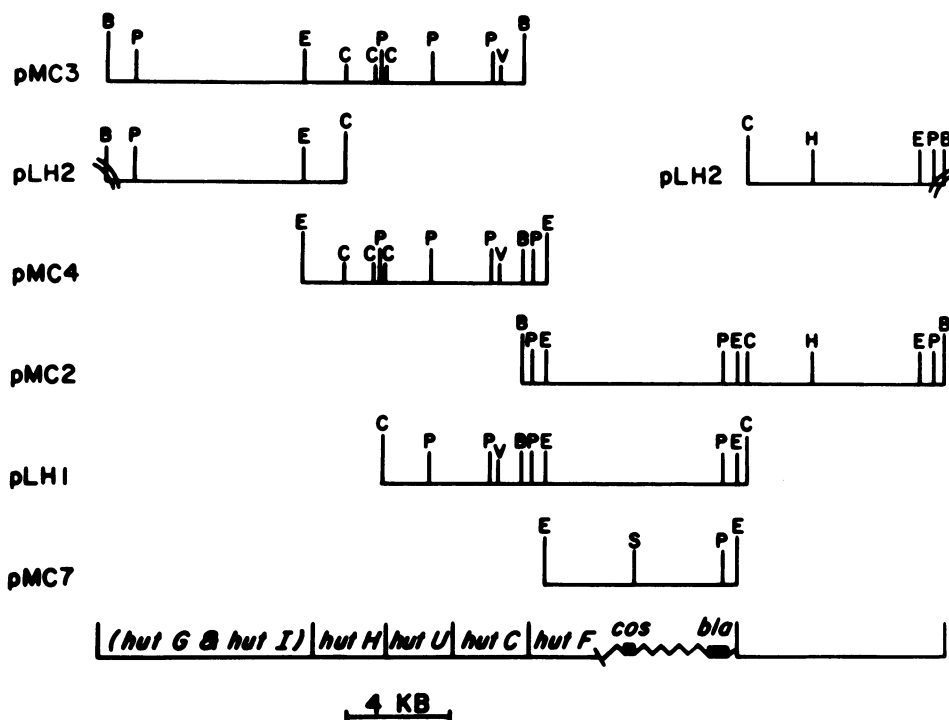 B P E C C P C P P V B
pMC3
B P E C
pLH2
C H E P B
pLH2
E C C P C P P V B P E
pMC4
B P E P E C H E P B
pMC2
C P P V B P E P E C
pLH1
E S P E
pMC7
(hut G & hut I) hut H hut U hut C hut F cos bla
4 KB